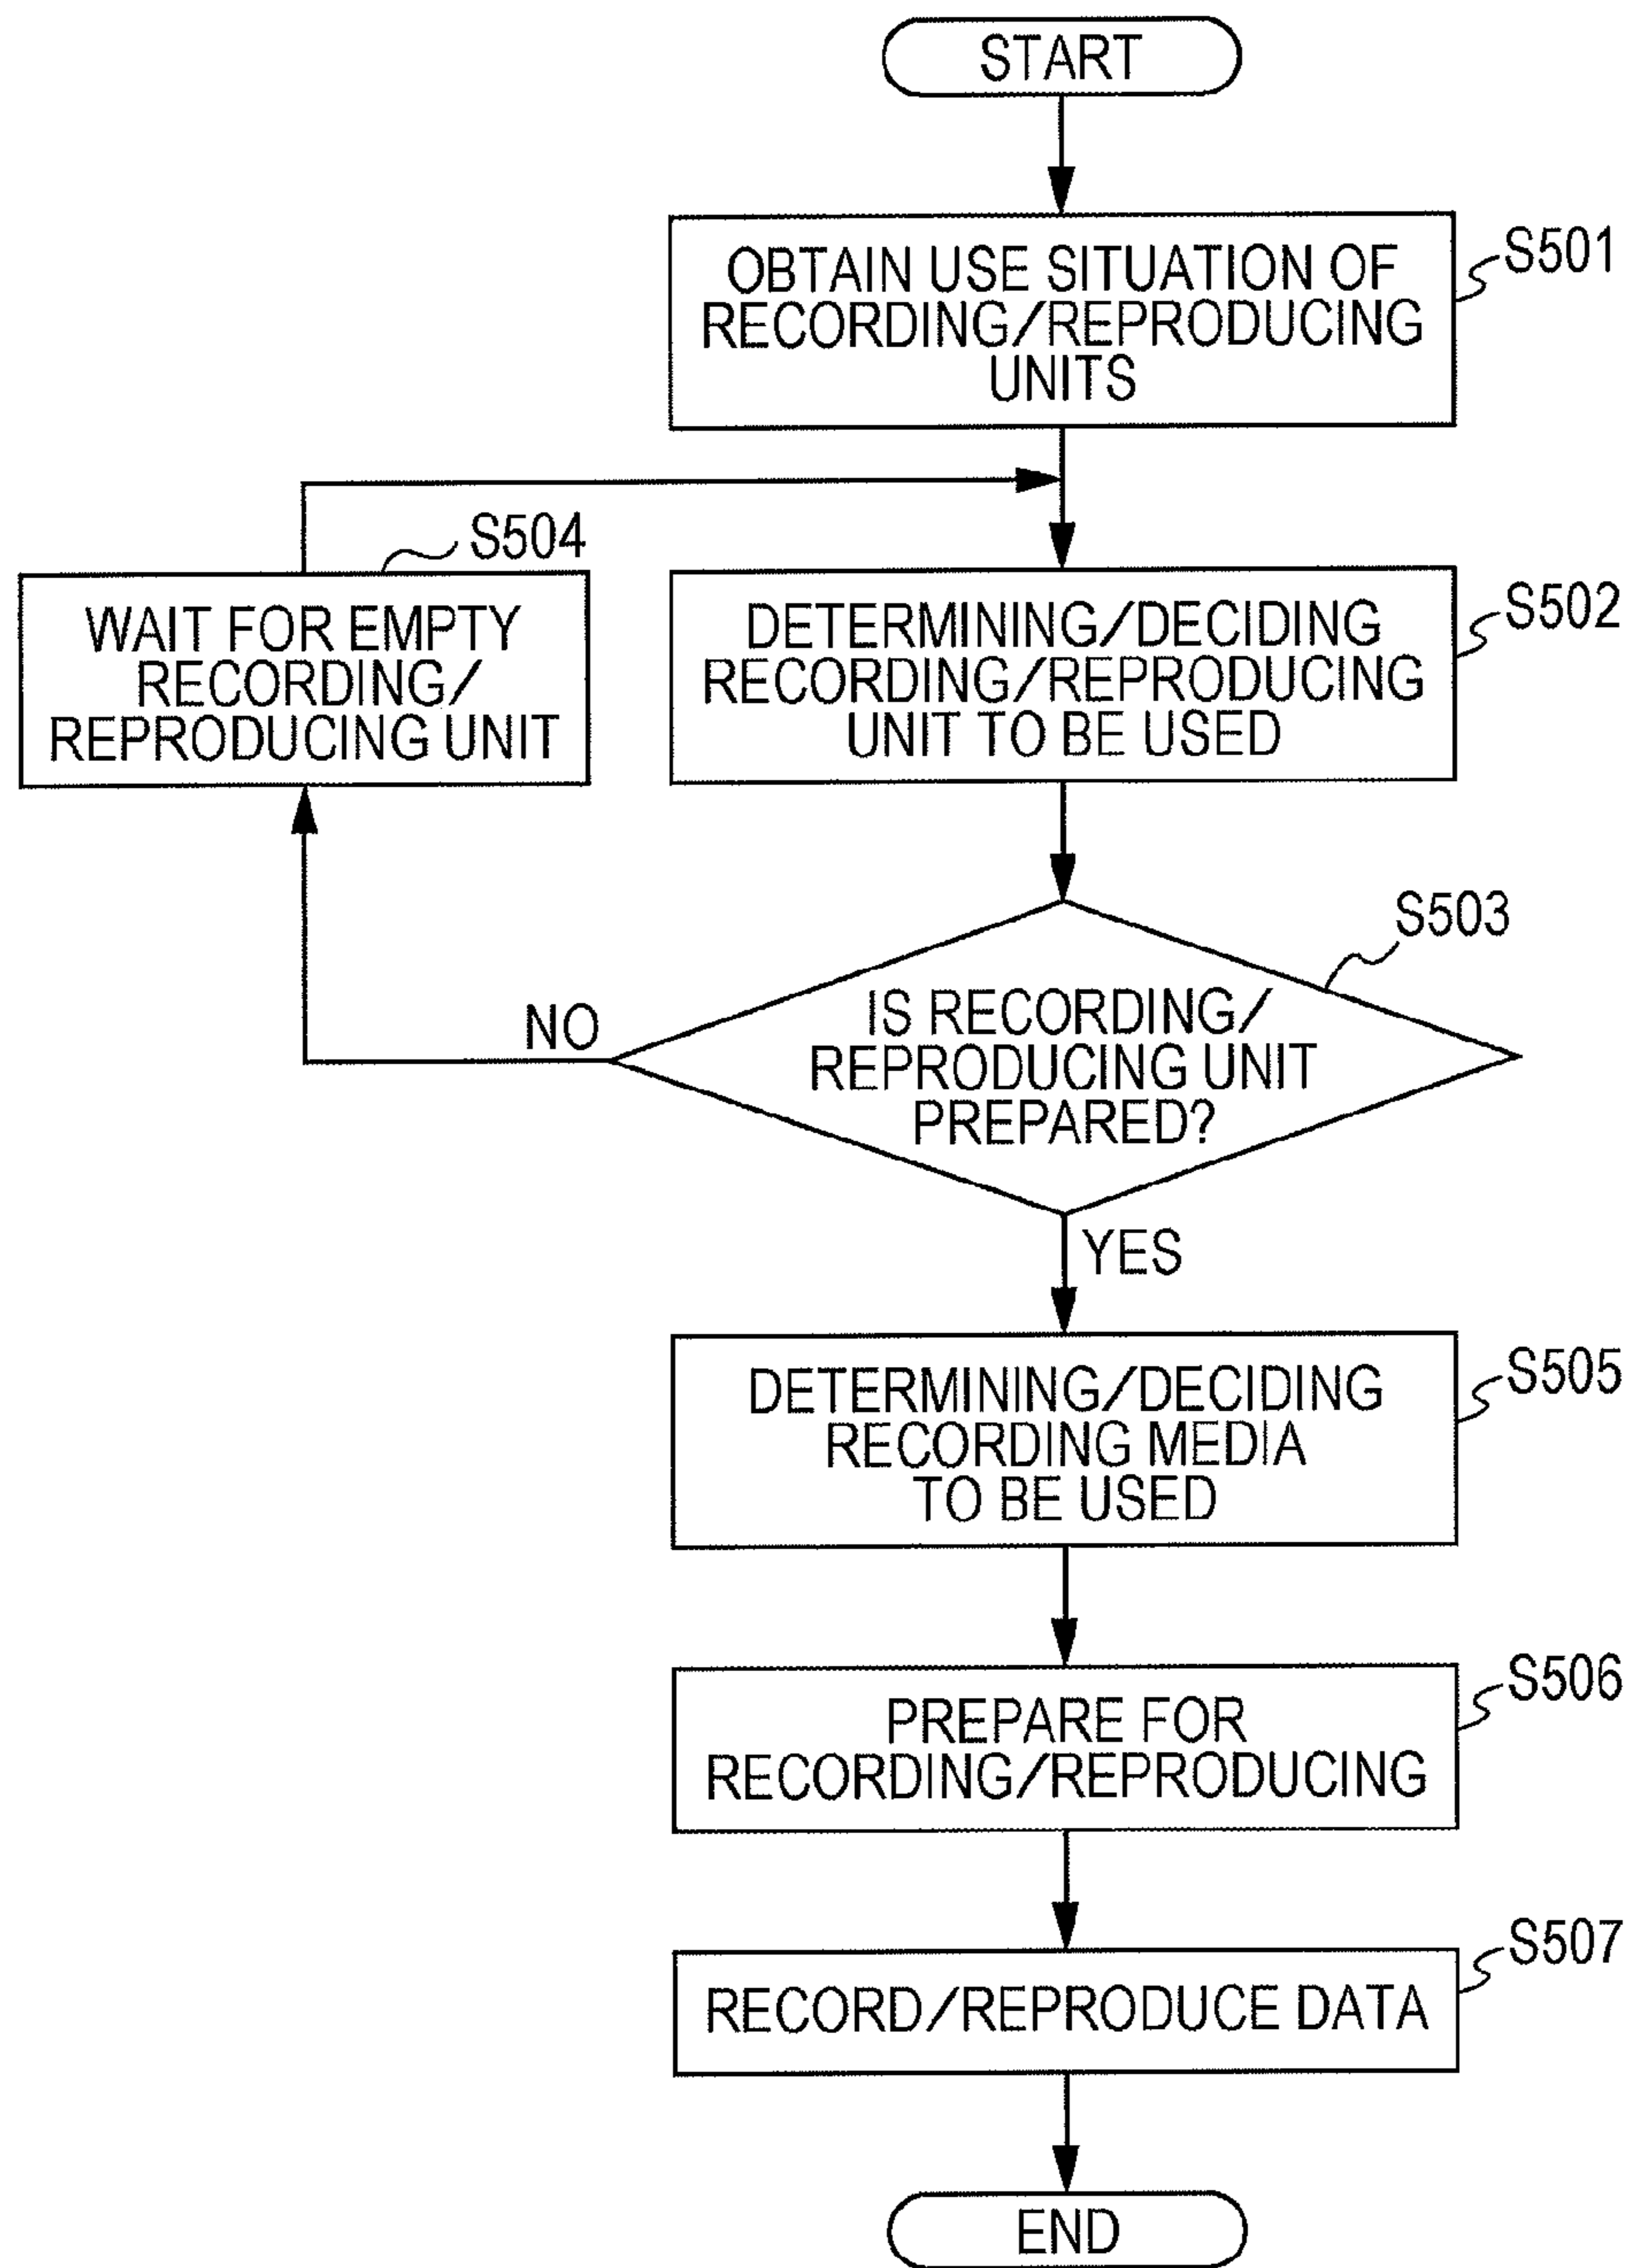 START
OBTAIN USE SITUATION OF
RECORDING/REPRODUCING
UNITS
S501
S504
WAIT FOR EMPTY
RECORDING/
REPRODUCING UNIT
DETERMINING/DECIDING
RECORDING/REPRODUCING
UNIT TO BE USED
S502
S503
IS RECORDING/
REPRODUCING UNIT
PREPARED?
NO
YES
DETERMINING/DECIDING
RECORDING MEDIA
TO BE USED
S505
PREPARE FOR
RECORDING/REPRODUCING
S506
RECORD/REPRODUCE DATA
S507
END